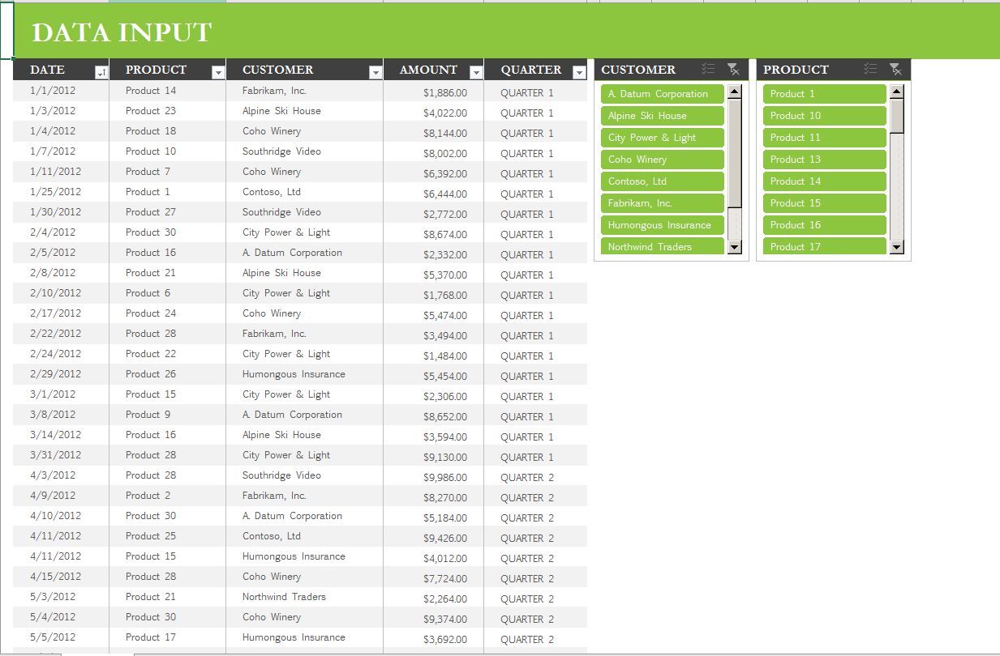 DATA INPUT
DATE PRODUCT CUSTOMER AMOUNT QUARTER
1/1/2012 Product 14 Fabrikam, Inc. $1,886.00 QUARTER 1
1/3/2012 Product 23 Alpine Ski House $4,022.00 QUARTER 1
1/4/2012 Product 18 Coho Winery $8,144.00 QUARTER 1
1/7/2012 Product 10 Southridge Video $8,002.00 QUARTER 1
1/11/2012 Product 7 Coho Winery $6,392.00 QUARTER 1
1/25/2012 Product 1 Contoso, Ltd $6,444.00 QUARTER 1
1/30/2012 Product 27 Southridge Video $2,772.00 QUARTER 1
2/4/2012 Product 30 City Power & Light $8,674.00 QUARTER 1
2/5/2012 Product 16 A. Datum Corporation $2,332.00 QUARTER 1
2/8/2012 Product 21 Alpine Ski House $5,370.00 QUARTER 1
2/10/2012 Product 6 City Power & Light $1,768.00 QUARTER 1
2/17/2012 Product 24 Coho Winery $5,474.00 QUARTER 1
2/22/2012 Product 28 Fabrikam, Inc. $3,494.00 QUARTER 1
2/24/2012 Product 22 City Power & Light $1,484.00 QUARTER 1
2/29/2012 Product 26 Humongous Insurance $5,454.00 QUARTER 1
3/1/2012 Product 15 City Power & Light $2,306.00 QUARTER 1
3/8/2012 Product 9 A. Datum Corporation $8,652.00 QUARTER 1
3/14/2012 Product 16 Alpine Ski House $3,594.00 QUARTER 1
3/31/2012 Product 28 City Power & Light $9,130.00 QUARTER 1
4/3/2012 Product 28 Southridge Video $9,986.00 QUARTER 2
4/9/2012 Product 2 Fabrikam, Inc. $8,270.00 QUARTER 2
4/10/2012 Product 30 A. Datum Corporation $5,184.00 QUARTER 2
4/11/2012 Product 25 Contoso, Ltd $9,426.00 QUARTER 2
4/11/2012 Product 15 Humongous Insurance $4,012.00 QUARTER 2
4/15/2012 Product 28 Coho Winery $7,724.00 QUARTER 2
5/3/2012 Product 21 Northwind Traders $2,264.00 QUARTER 2
5/4/2012 Product 30 Coho Winery $9,374.00 QUARTER 2
5/5/2012 Product 17 Humongous Insurance $3,692.00 QUARTER 2
CUSTOMER
A. Datum Corporation
Alpine Ski House
City Power & Light
Coho Winery
Contoso, Ltd
Fabrikam, Inc.
Humongous Insurance
Northwind Traders
PRODUCT
Product 1
Product 10
Product 11
Product 13
Product 14
Product 15
Product 16
Product 17